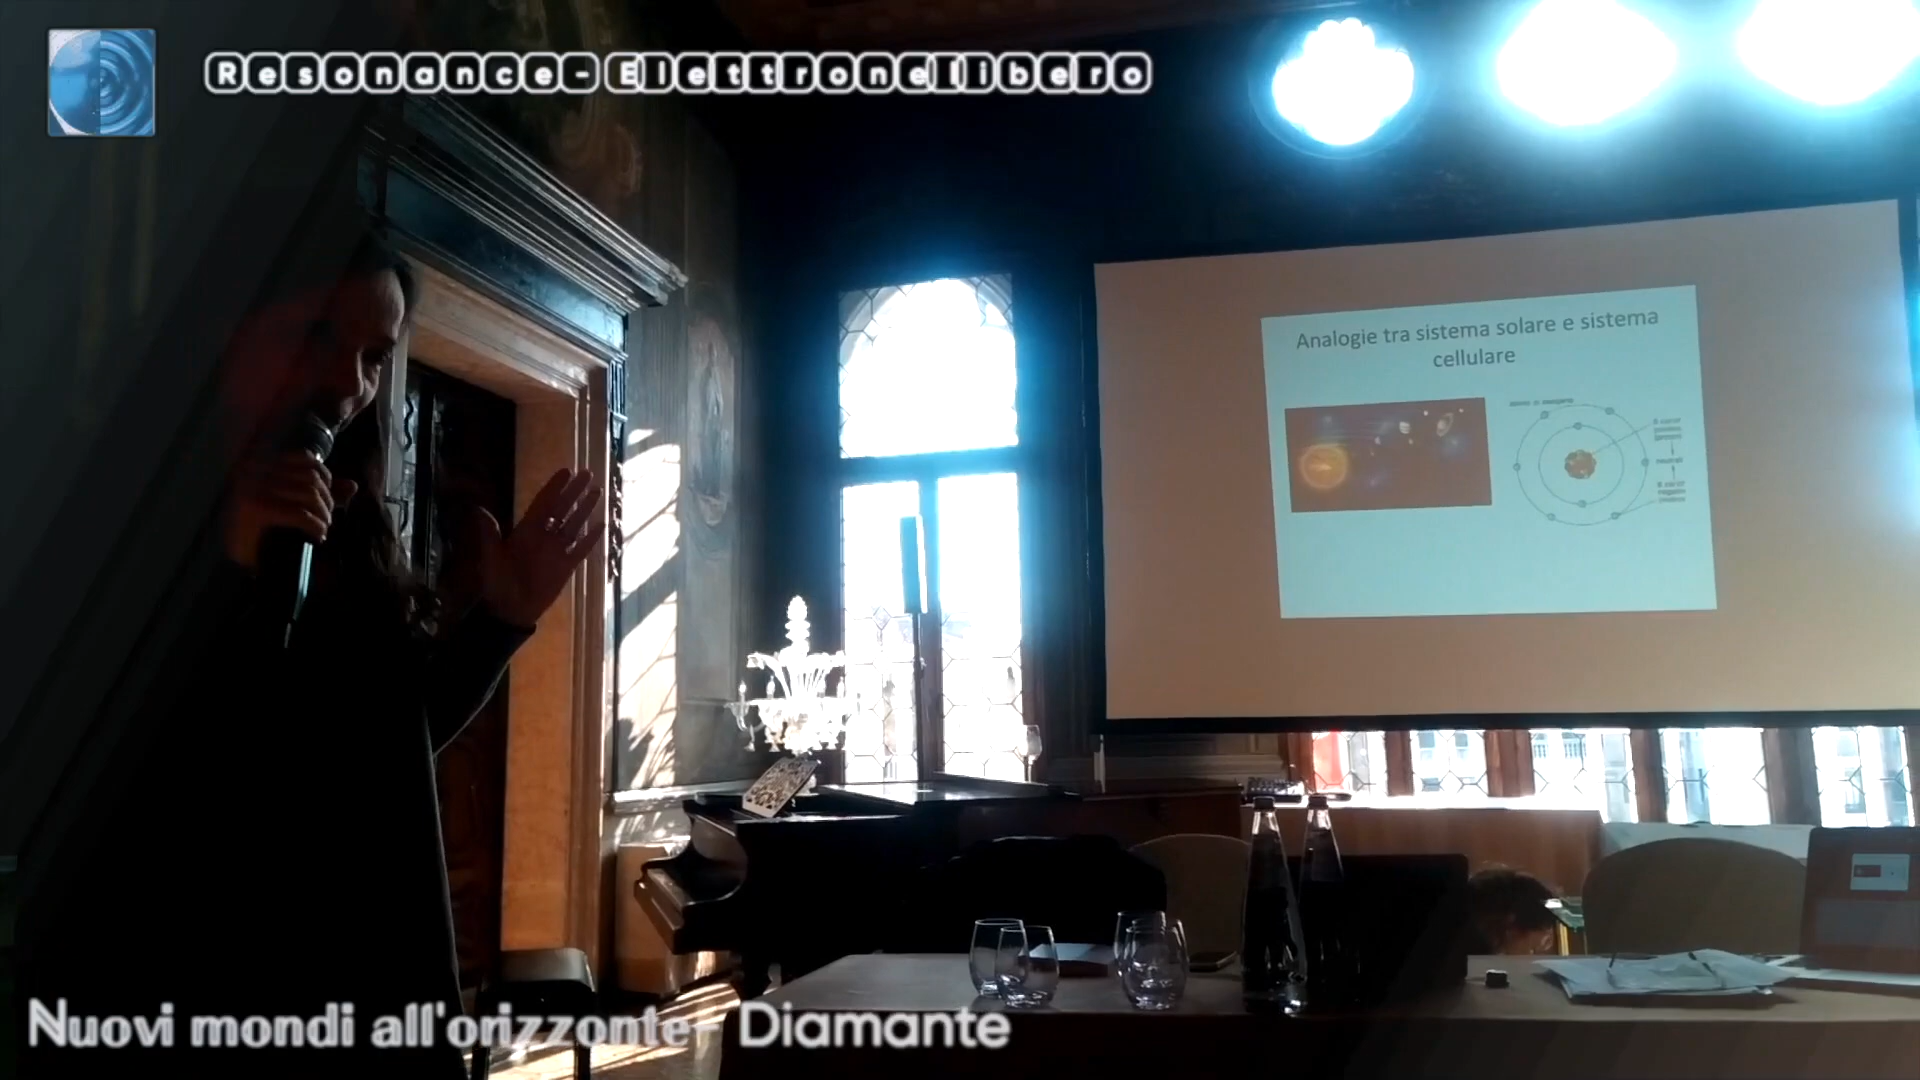 Resonance-Elettronelibero
Analogie tra sistema solare e sistema
cellulare
Nuovi mondi all'orizzonte- Diamante